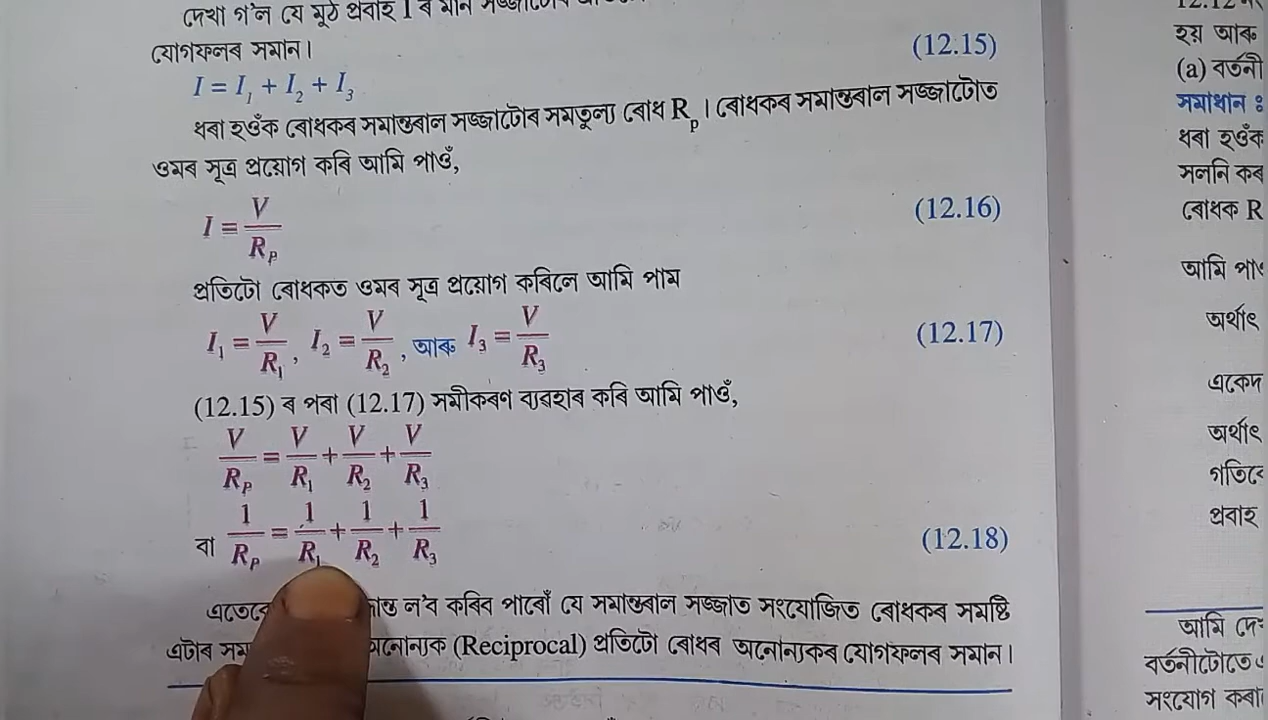 দেখা গ'ল যে মুঠ প্ৰবাহ I ৰ মান
যোগফলৰ সমান।
I = I₁ + I₂ + I₃ (12.15)
ধৰা হওঁক ৰোধকৰ সমান্তৰাল সজ্জাটোৰ সমতুল্য ৰোধ Rₚ। ৰোধকৰ সমান্তৰাল সজ্জাটোত
ওমৰ সূত্ৰ প্ৰয়োগ কৰি আমি পাওঁ,
I = V/Rₚ (12.16)
প্ৰতিটো ৰোধকত ওমৰ সূত্ৰ প্ৰয়োগ কৰিলে আমি পাম
I₁ = V/R₁, I₂ = V/R₂, আৰু I₃ = V/R₃ (12.17)
(12.15) ৰ পৰা (12.17) সমীকৰণ ব্যৱহাৰ কৰি আমি পাওঁ,
V/Rₚ = V/R₁ + V/R₂ + V/R₃
বা 1/Rₚ = 1/R₁ + 1/R₂ + 1/R₃ (12.18)
ল'ব কৰিব পাৰোঁ যে সমান্তৰাল সজ্জাত সংযোজিত ৰোধকৰ সমষ্টি
এটাৰ (Reciprocal) প্ৰতিটো ৰোধৰ অনোন্যকৰ যোগফলৰ সমান।
হয় আৰু
(a) বৰ্তনী
সমাধান ঃ
ধৰা হওঁক
সলনি কৰ
ৰোধক R
আমি
অৰ্থাৎ
অৰ্থাৎ
প্ৰবাহ
আমি
বৰ্তনীটোতে
সংযোগ কৰা